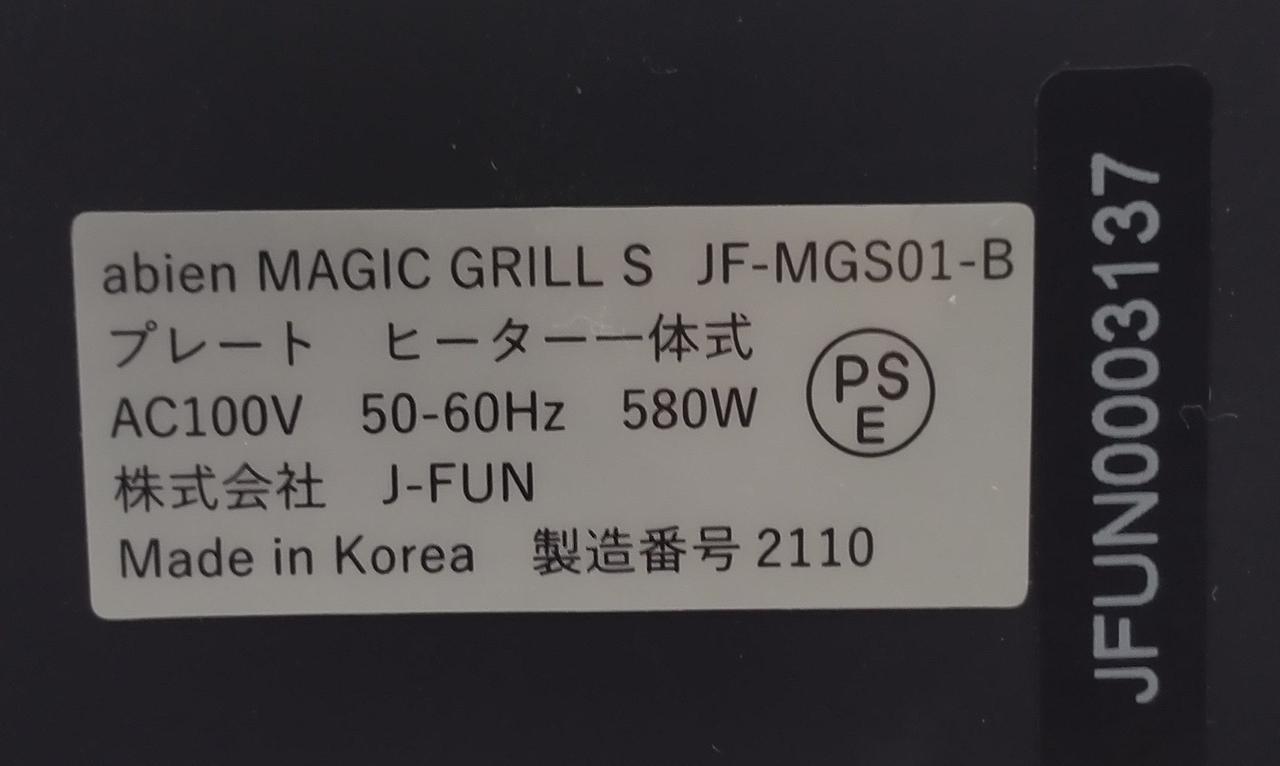 abien MAGIC GRILL S JF-MGS01-B
プレート ヒーター一体式
AC100V 50-60Hz 580W
PS
E
株式会社 J-FUN
Made in Korea 製造番号 2110
JFUN0003137